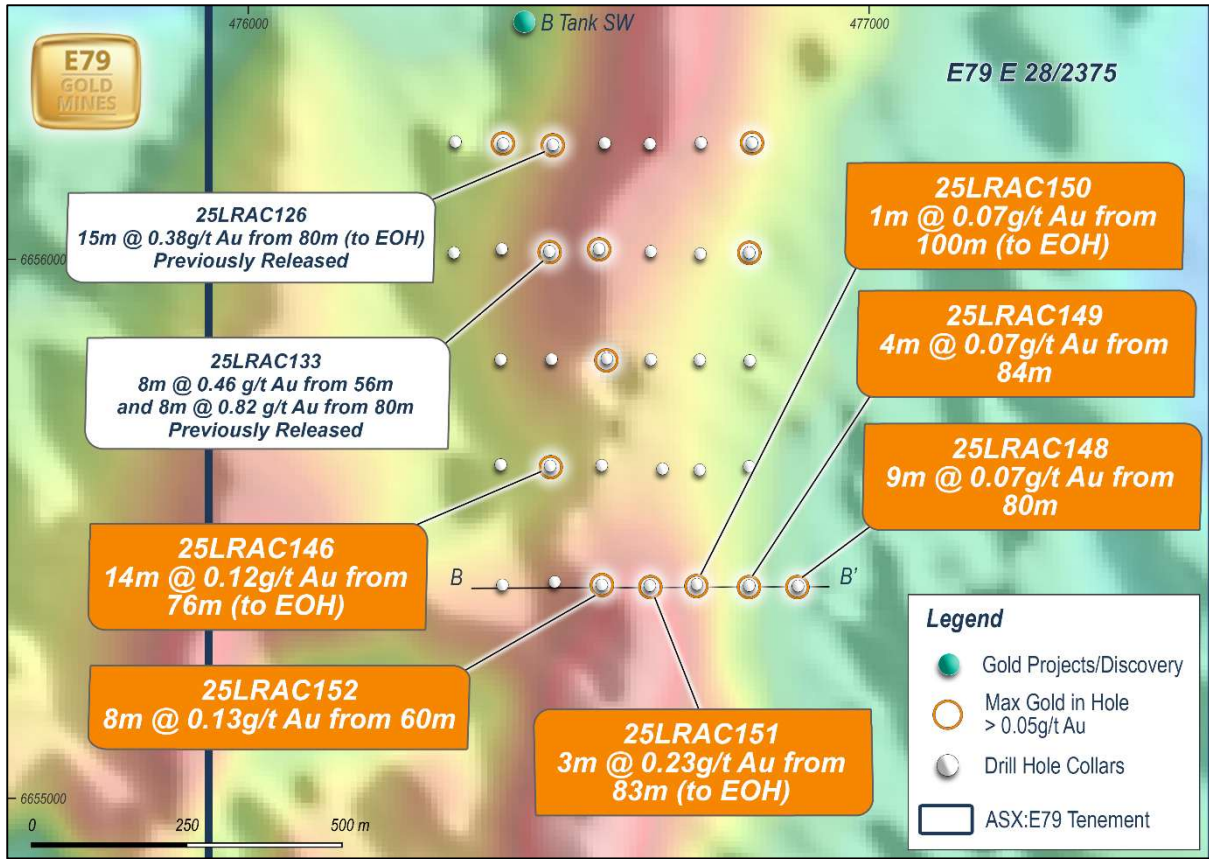 476000
477000
B Tank SW
E79
GOLD
MINES
E79 E 28/2375
25LRAC126
15m @ 0.38g/t Au from 80m (to EOH)
Previously Released
25LRAC150
1m @ 0.07g/t Au from
100m (to EOH)
6656000
25LRAC149
4m @ 0.07g/t Au from
84m
25LRAC133
8m @ 0.46 g/t Au from 56m
and 8m @ 0.82 g/t Au from 80m
Previously Released
25LRAC148
9m @ 0.07g/t Au from
80m
25LRAC146
14m @ 0.12g/t Au from
76m (to EOH)
B
B'
25LRAC152
8m @ 0.13g/t Au from 60m
25LRAC151
3m @ 0.23g/t Au from
83m (to EOH)
Legend
Gold Projects/Discovery
Max Gold in Hole
> 0.05g/t Au
Drill Hole Collars
ASX:E79 Tenement
6655000
0 250 500 m